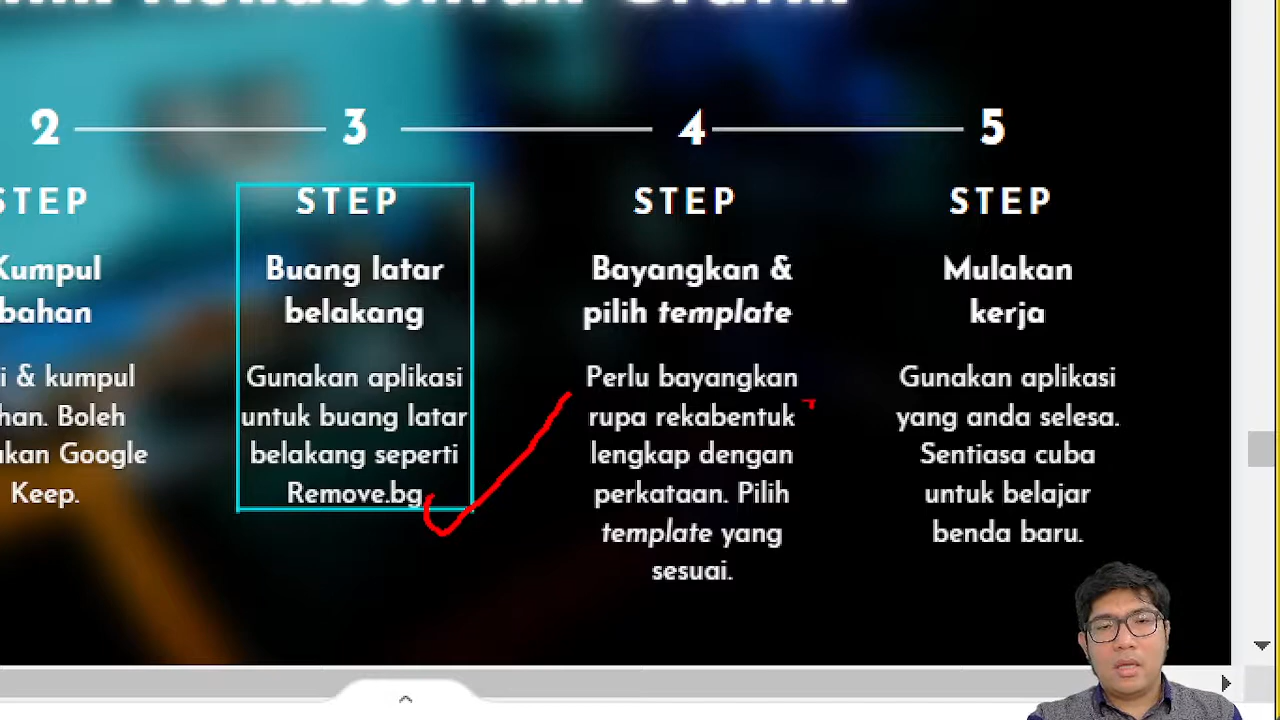 2
3
4
5
STEP
STEP
STEP
STEP
Kumpul
bahan
Buang latar
belakang
Bayangkan &
pilih template
Mulakan
kerja
& kumpul
Boleh
Google
Keep.
Gunakan aplikasi
untuk buang latar
belakang seperti
Remove.bg
Perlu bayangkan
rupa rekabentuk
lengkap dengan
perkataan. Pilih
template yang
sesuai.
Gunakan aplikasi
yang anda selesa.
Sentiasa cuba
untuk belajar
benda baru.